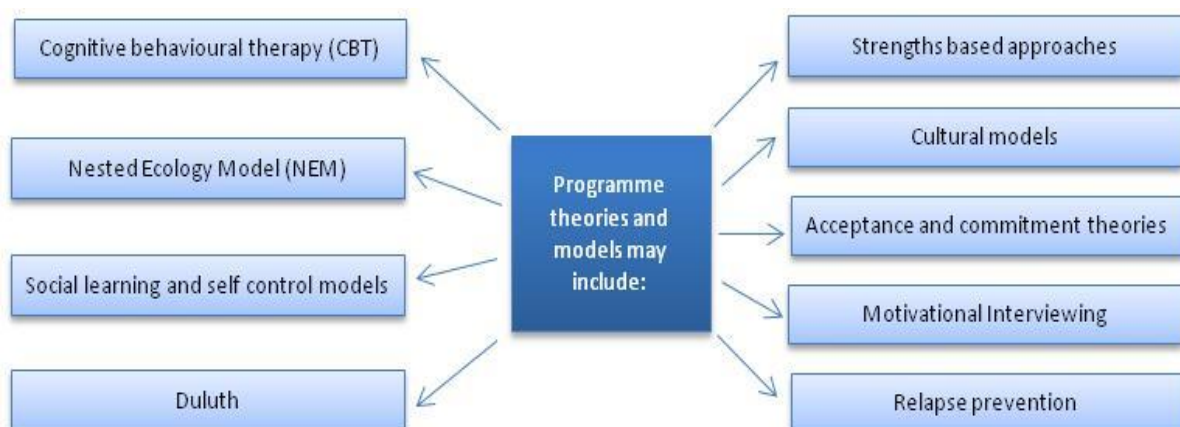 Cognitive behavioural therapy (CBT)
Nested Ecology Model (NEM)
Social learning and self control models
Duluth
Programme
theories and
models may
include:
Strengths based approaches
Cultural models
Acceptance and commitment theories
Motivational Interviewing
Relapse prevention